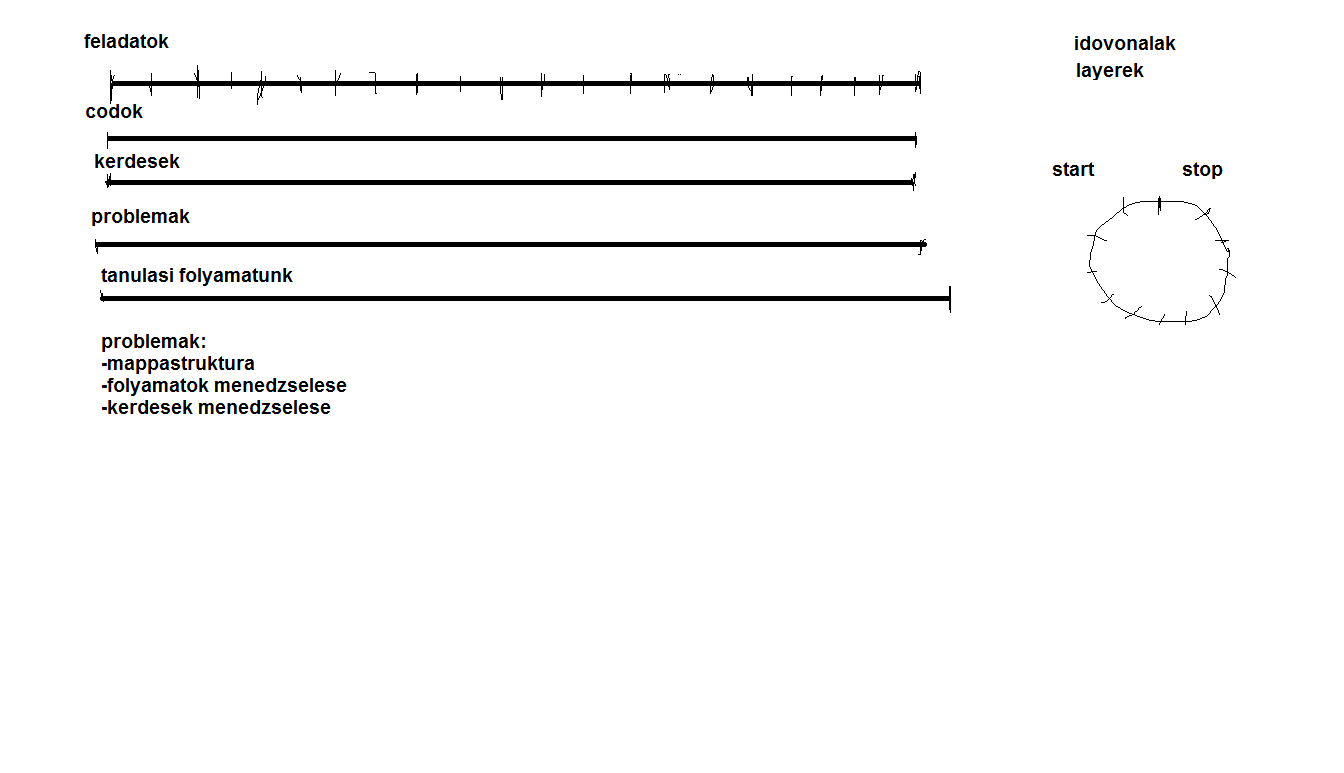 feladatok
codok
kerdesek
problemak
tanulasi folyamatunk
problemak:
-mappastruktura
-folyamatok menedzselese
-kerdesek menedzselese
idovonalak
layerek
start stop